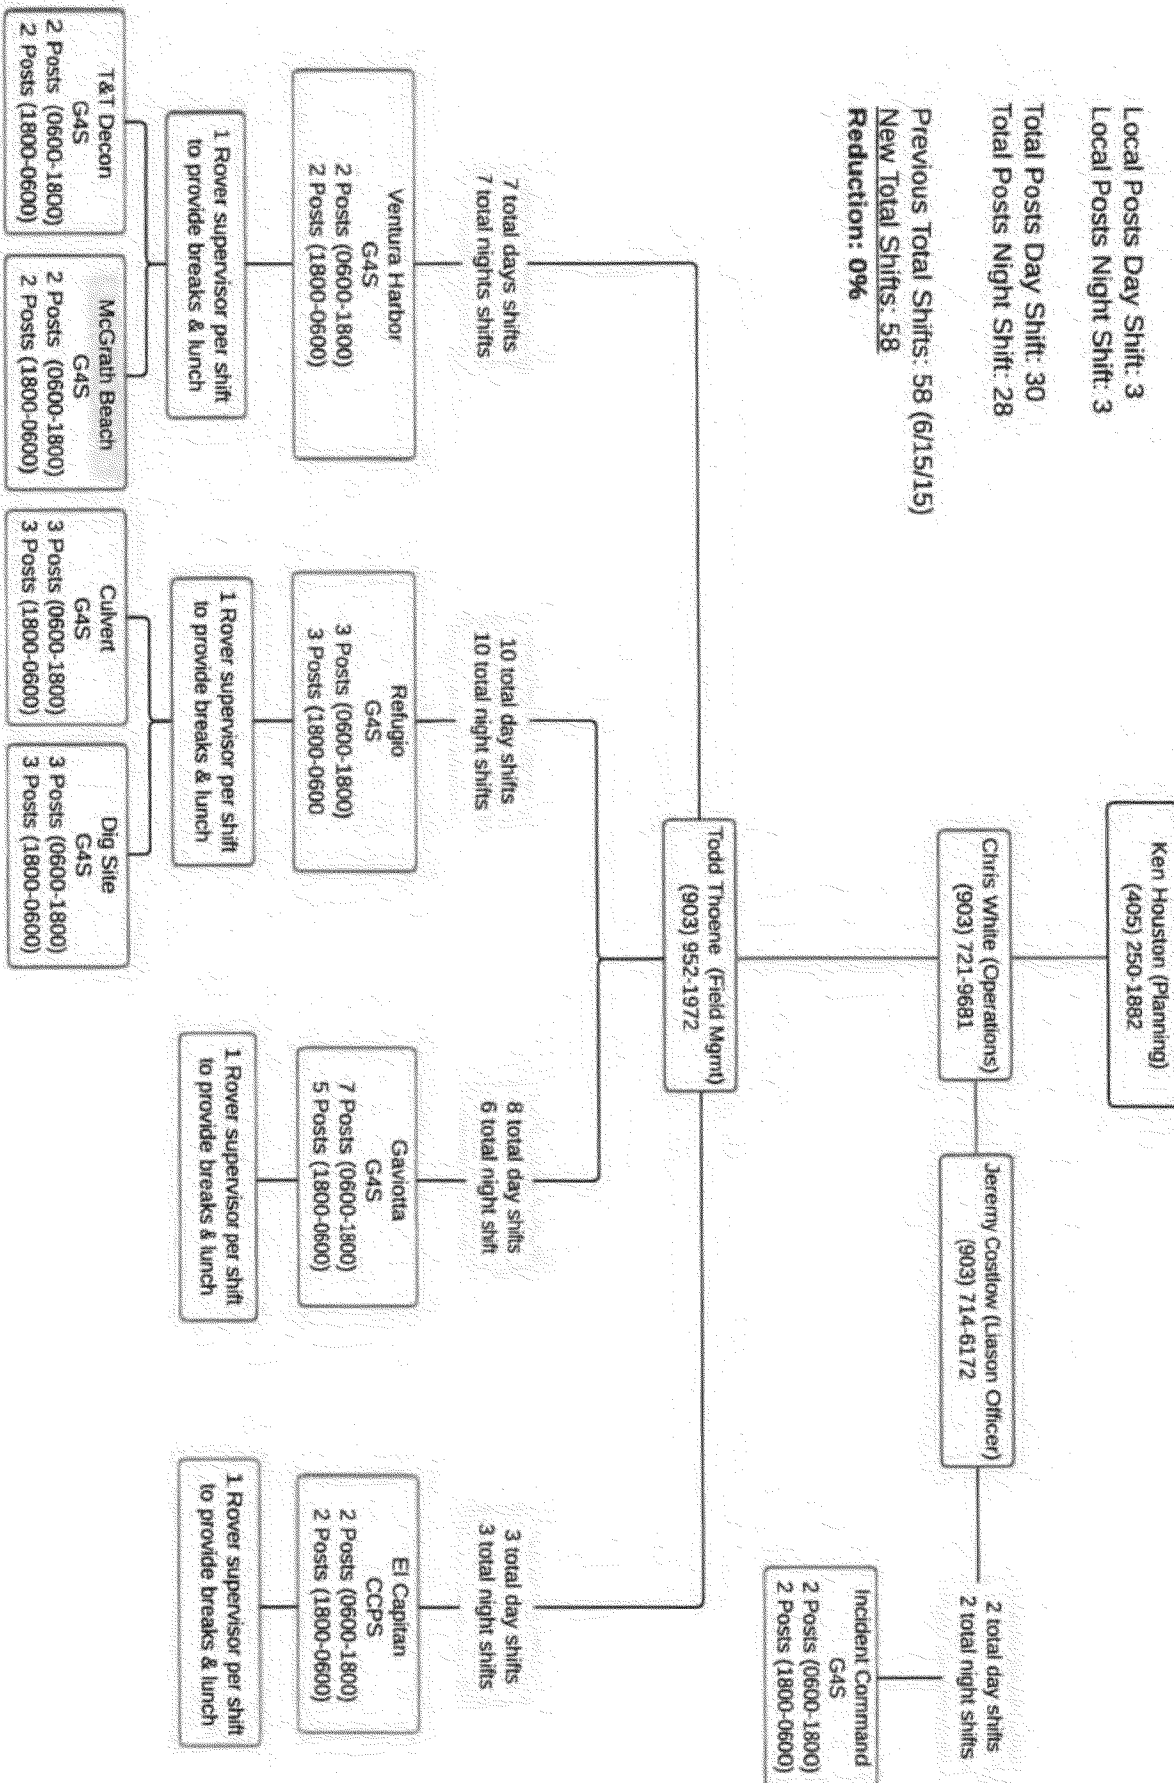 Ken Houston (Planning)
(405) 250-1882
Local Posts Day Shift: 3
Local Posts Night Shift: 3
Total Posts Day Shift: 30
Total Posts Night Shift: 28
Previous Total Shifts: 58 (6/15/15)
New Total Shifts: 58
Reduction: 0%
Chris White (Operations)
(903) 721-9681
Jeremy Costlow (Liason Officer)
(903) 714-6172
2 total day shifts
2 total night shifts
Incident Command
G4S
2 Posts (0600-1800)
2 Posts (1800-0600)
Todd Thoene (Field Mgmt)
(903) 952-1972
7 total days shifts
7 total nights shifts
Ventura Harbor
G4S
2 Posts (0600-1800)
2 Posts (1800-0600)
1 Rover supervisor per shift
to provide breaks & lunch
T&T Decon
G4S
2 Posts (0600-1800)
2 Posts (1800-0600)
McGrath Beach
G4S
2 Posts (0600-1800)
2 Posts (1800-0600)
10 total day shifts
10 total night shifts
Refugio
G4S
3 Posts (0600-1800)
3 Posts (1800-0600
1 Rover supervisor per shift
to provide breaks & lunch
Culvert
G4S
3 Posts (0600-1800)
3 Posts (1800-0600)
Dig Site
G4S
3 Posts (0600-1800)
3 Posts (1800-0600)
8 total day shifts
6 total night shift
Gaviotta
G4S
7 Posts (0600-1800)
5 Posts (1800-0600)
1 Rover supervisor per shift
to provide breaks & lunch
3 total day shifts
3 total night shifts
El Capitan
CCPS
2 Posts (0600-1800)
2 Posts (1800-0600)
1 Rover supervisor per shift
to provide breaks & lunch